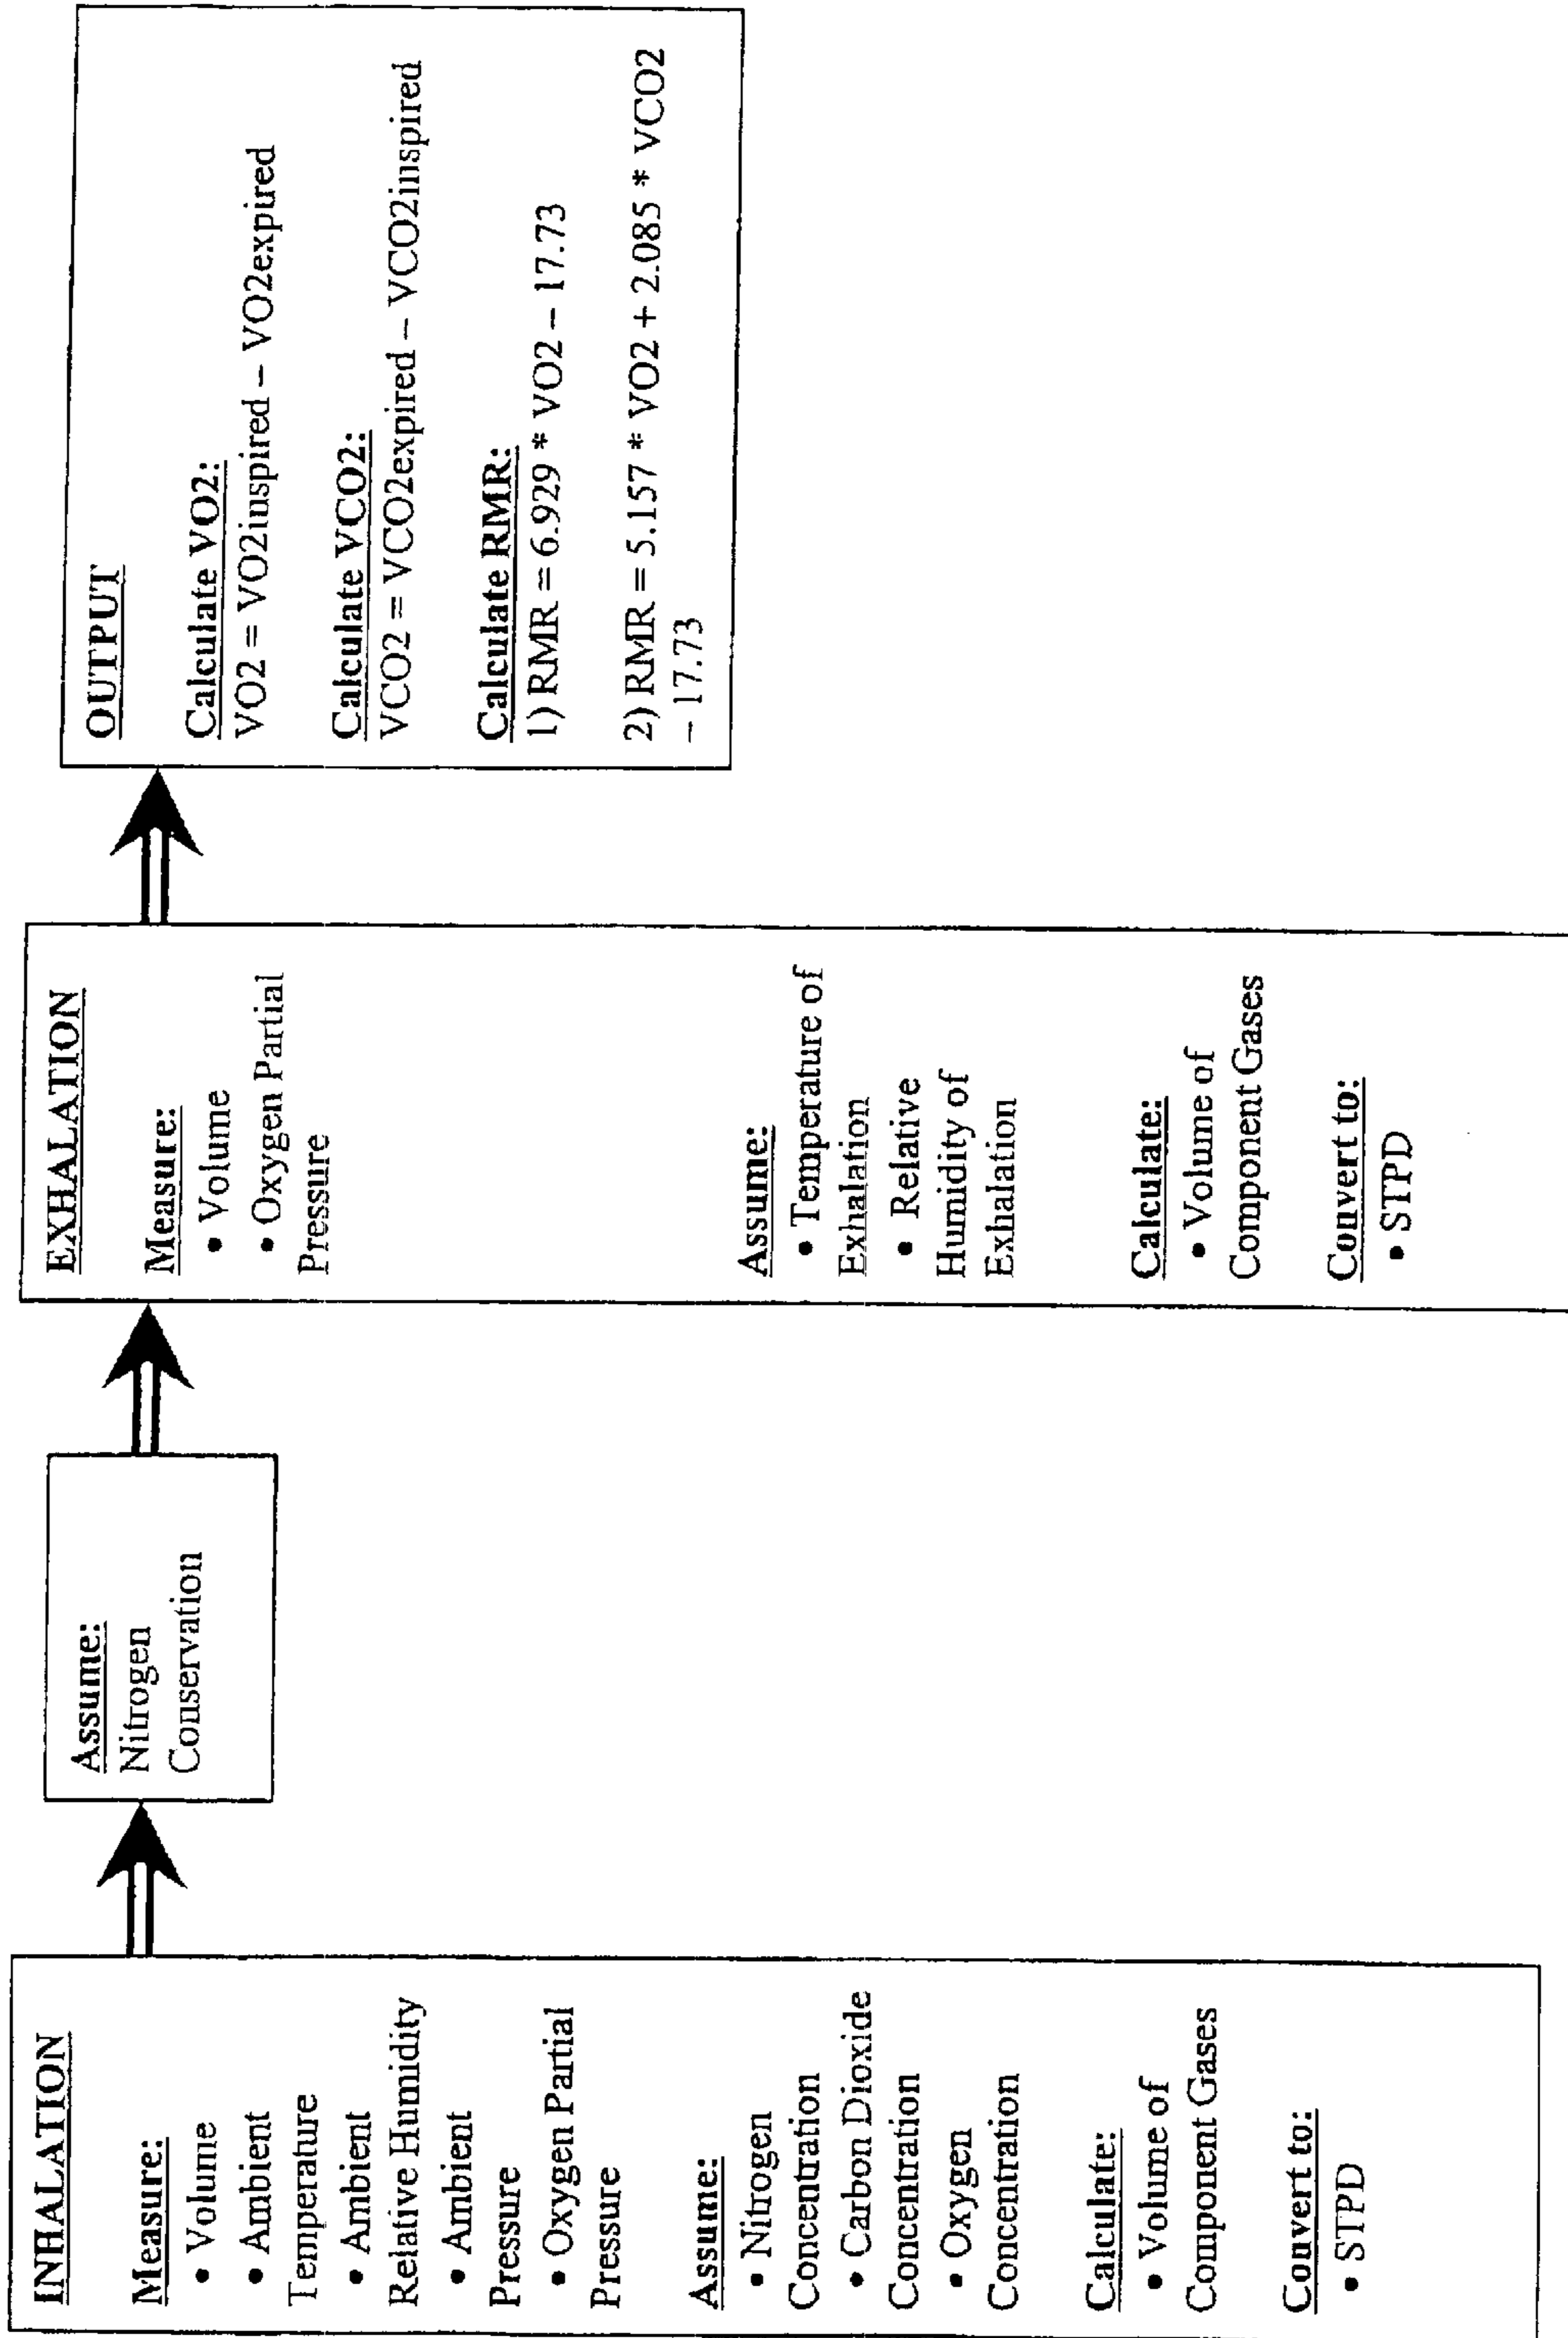 INHALATION
Measure:
• Volume
• Ambient
Temperature
• Ambient
Relative Humidity
• Ambient
Pressure
• Oxygen Partial
Pressure
Assume:
• Nitrogen
Concentration
• Carbon Dioxide
Concentration
• Oxygen
Concentration
Calculate:
• Volume of
Component Gases
Convert to:
• STPD
Assume:
Nitrogen
Conservation
EXHALATION
Measure:
• Volume
• Oxygen Partial
Pressure
Assume:
• Temperature of
Exhalation
• Relative
Humidity of
Exhalation
Calculate:
• Volume of
Component Gases
Convert to:
• STPD
OUTPUT
Calculate VO2:
VO2 = VO2inspired – VO2expired
Calculate VCO2:
VCO2 = VCO2expired – VCO2inspired
Calculate RMR:
1) RMR = 6.929 * VO2 – 17.73
2) RMR = 5.157 * VO2 + 2.085 * VCO2
– 17.73